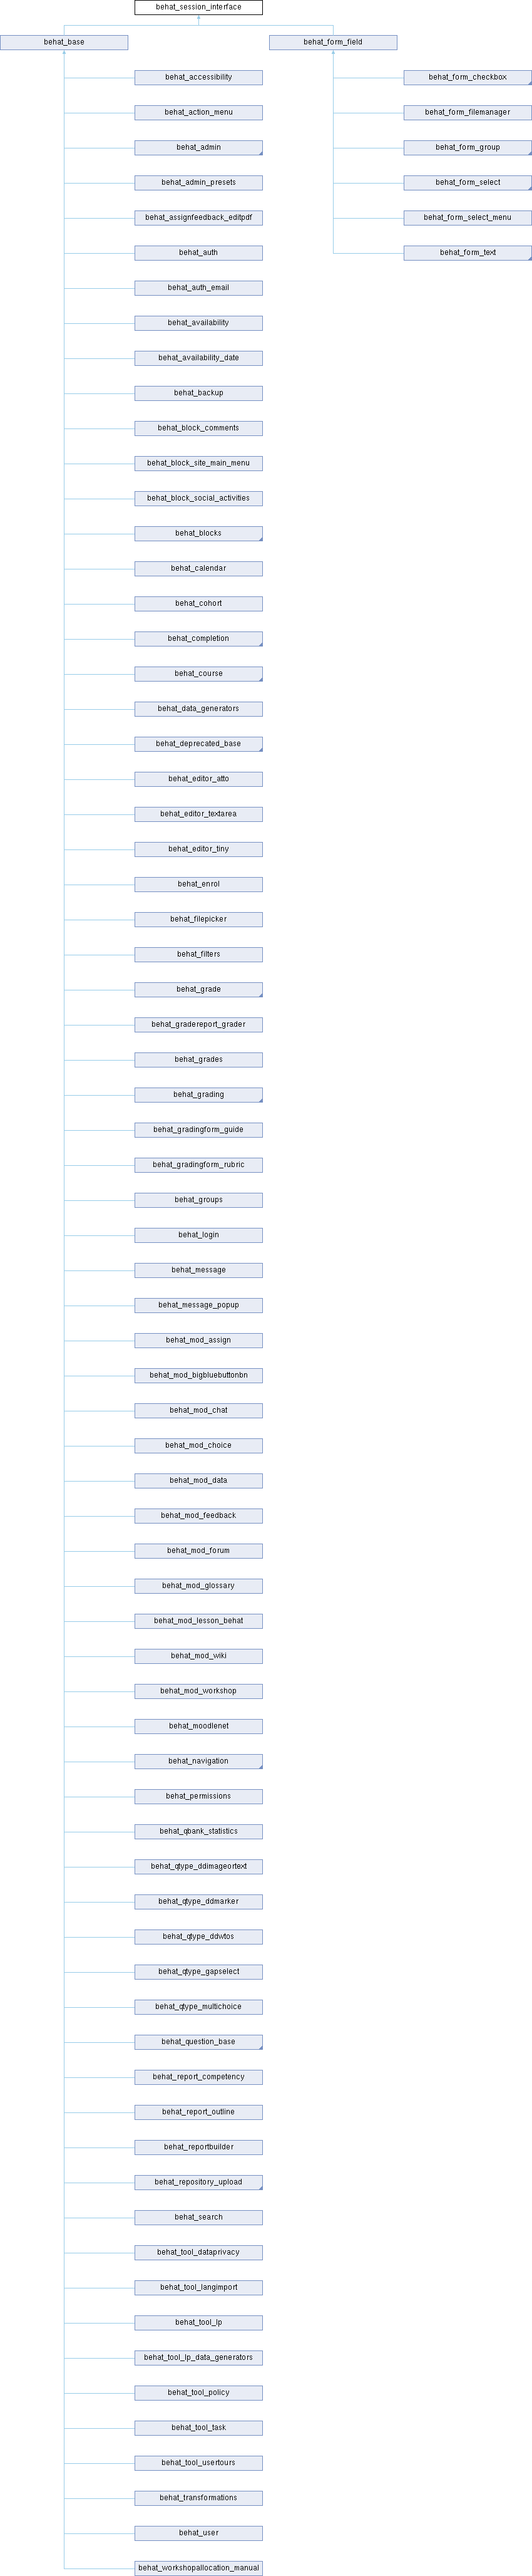 behat_session_interface
behat_base
behat_form_field
behat_accessibility
behat_form_checkbox
behat_action_menu
behat_form_filemanager
behat_admin
behat_form_group
behat_admin_presets
behat_form_select
behat_assignfeedback_editpdf
behat_form_select_menu
behat_auth
behat_form_text
behat_auth_email
behat_availability
behat_availability_date
behat_backup
behat_block_comments
behat_block_site_main_menu
behat_block_social_activities
behat_blocks
behat_calendar
behat_cohort
behat_completion
behat_course
behat_data_generators
behat_deprecated_base
behat_editor_atto
behat_editor_textarea
behat_editor_tiny
behat_enrol
behat_filepicker
behat_filters
behat_grade
behat_gradereport_grader
behat_grades
behat_grading
behat_gradingform_guide
behat_gradingform_rubric
behat_groups
behat_login
behat_message
behat_message_popup
behat_mod_assign
behat_mod_bigbluebuttonbn
behat_mod_chat
behat_mod_choice
behat_mod_data
behat_mod_feedback
behat_mod_forum
behat_mod_glossary
behat_mod_lesson_behat
behat_mod_wiki
behat_mod_workshop
behat_moodlenet
behat_navigation
behat_permissions
behat_qbank_statistics
behat_qtype_ddimageortext
behat_qtype_ddmarker
behat_qtype_ddwtos
behat_qtype_gapselect
behat_qtype_multichoice
behat_question_base
behat_report_competency
behat_report_outline
behat_reportbuilder
behat_repository_upload
behat_search
behat_tool_dataprivacy
behat_tool_langimport
behat_tool_lp
behat_tool_lp_data_generators
behat_tool_policy
behat_tool_task
behat_tool_usertours
behat_transformations
behat_user
behat_workshopallocation_manual